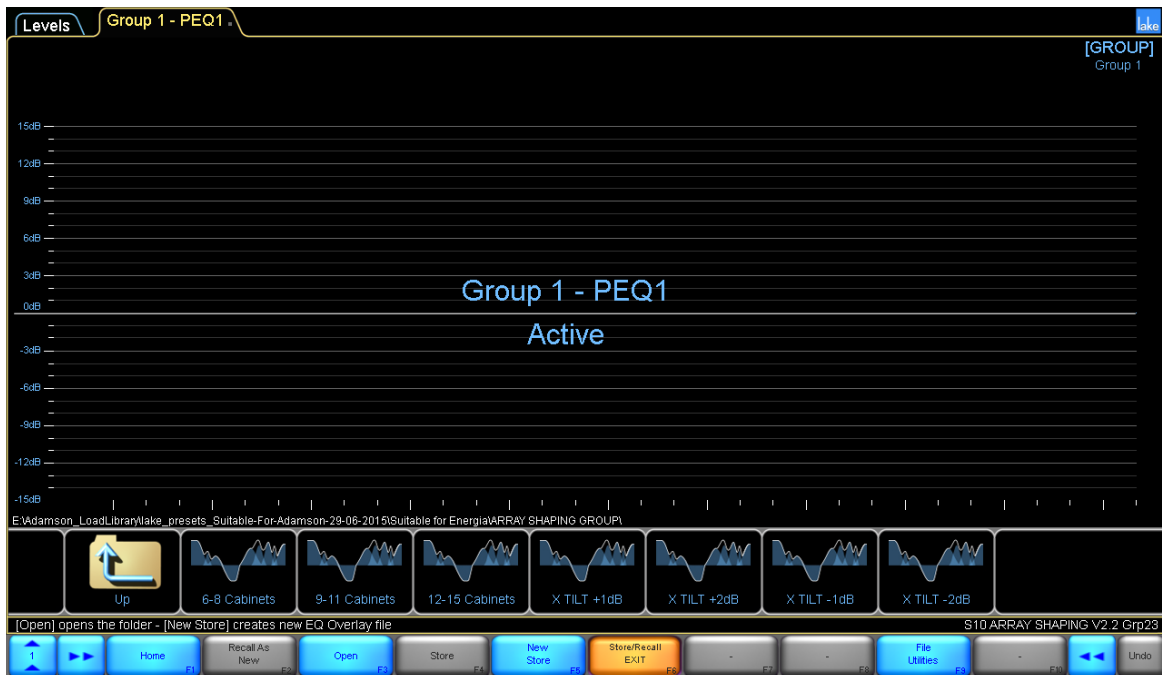 Levels
Group 1 - PEQ1
lake
[GROUP]
Group 1
15dB
12dB
9dB
6dB
3dB
0dB
-3dB
-6dB
-9dB
-12dB
-15dB
Group 1 - PEQ1
Active
E:\Adamson_LoadLibrary\lake_presets_Suitable-For-Adamson-29-06-2015\Suitable for Energia\ARRAY SHAPING GROUP\
Up
6-8 Cabinets
9-11 Cabinets
12-15 Cabinets
X TILT +1dB
X TILT +2dB
X TILT -1dB
X TILT -2dB
[Open] opens the folder - [New Store] creates new EQ Overlay file
S10 ARRAY SHAPING V2.2 Grp23
1
Home
F1
Recall As
New
F2
Open
F3
Store
F4
New
Store
F5
Store/Recall
EXIT
F6
-
F7
-
F8
File
Utilities
F9
-
F10
Undo